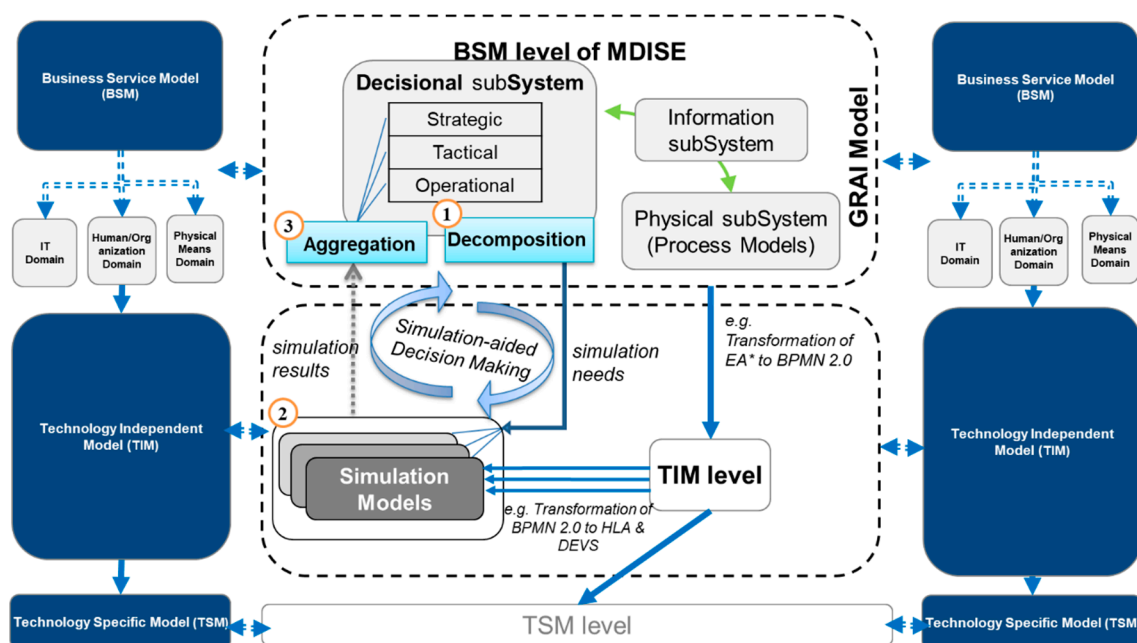 Business Service Model
(BSM)
IT
Domain
Human/Org
anization
Domain
Physical
Means
Domain
Technology Independent
Model (TIM)
Technology Specific Model (TSM)
BSM level of MDISE
Decisional subSystem
Strategic
Tactical
Operational
3
Aggregation
1
Decomposition
Information
subSystem
Physical subSystem
(Process Models)
GRAI Model
simulation
results
Simulation-aided
Decision Making
simulation
needs
e.g.
Transformation of
EA* to BPMN 2.0
2
Simulation
Models
TIM level
e.g. Transformation of
BPMN 2.0 to HLA &
DEVS
TSM level
Business Service Model
(BSM)
IT
Domain
Human/Org
anization
Domain
Physical
Means
Domain
Technology Independent
Model (TIM)
Technology Specific Model (TSM